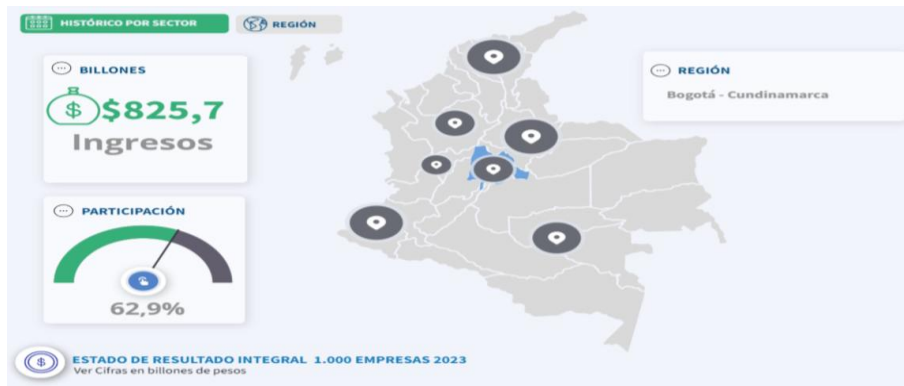 HISTÓRICO POR SECTOR
REGIÓN
BILLONES
$825,7
Ingresos
PARTICIPACIÓN
62,9%
REGIÓN
Bogotá - Cundinamarca
ESTADO DE RESULTADO INTEGRAL 1.000 EMPRESAS 2023
Ver Cifras en billones de pesos